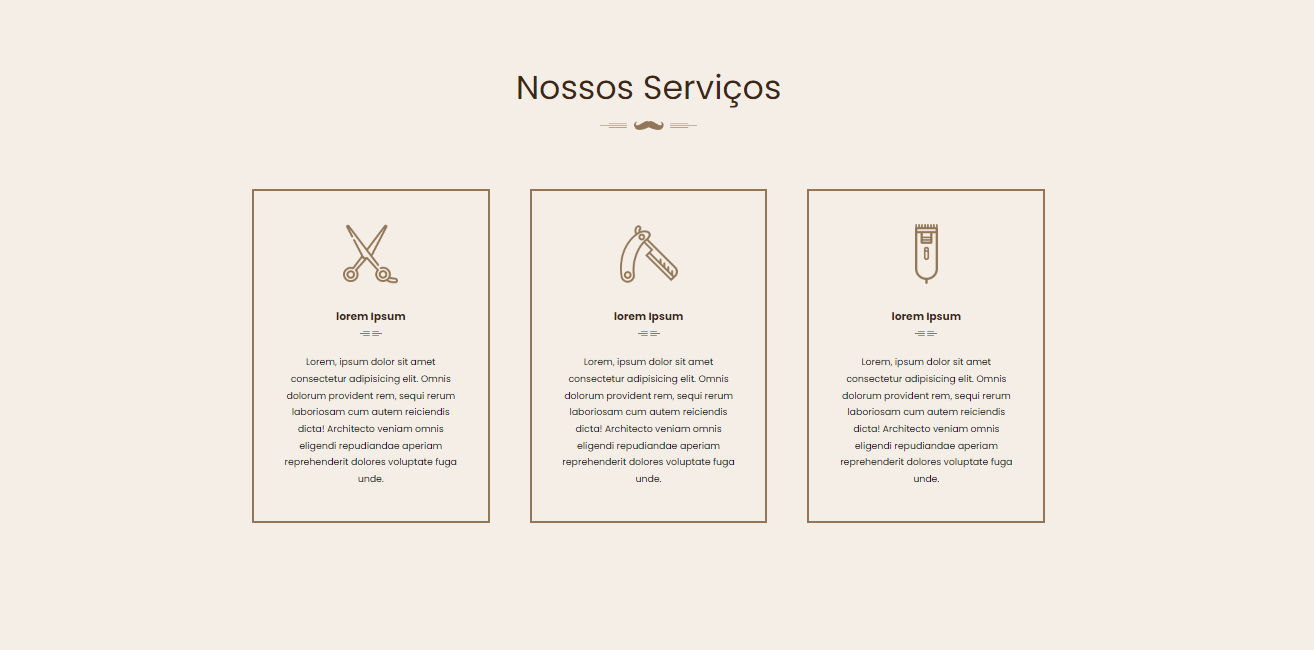 Nossos Serviços
lorem Ipsum
Lorem, ipsum dolor sit amet
consectetur adipisicing elit. Omnis
dolorum provident rem, sequi rerum
laboriosam cum autem reiciendis
dicta! Architecto veniam omnis
eligendi repudiandae aperiam
reprehenderit dolores voluptate fuga
unde.
lorem Ipsum
Lorem, ipsum dolor sit amet
consectetur adipisicing elit. Omnis
dolorum provident rem, sequi rerum
laboriosam cum autem reiciendis
dicta! Architecto veniam omnis
eligendi repudiandae aperiam
reprehenderit dolores voluptate fuga
unde.
lorem Ipsum
Lorem, ipsum dolor sit amet
consectetur adipisicing elit. Omnis
dolorum provident rem, sequi rerum
laboriosam cum autem reiciendis
dicta! Architecto veniam omnis
eligendi repudiandae aperiam
reprehenderit dolores voluptate fuga
unde.